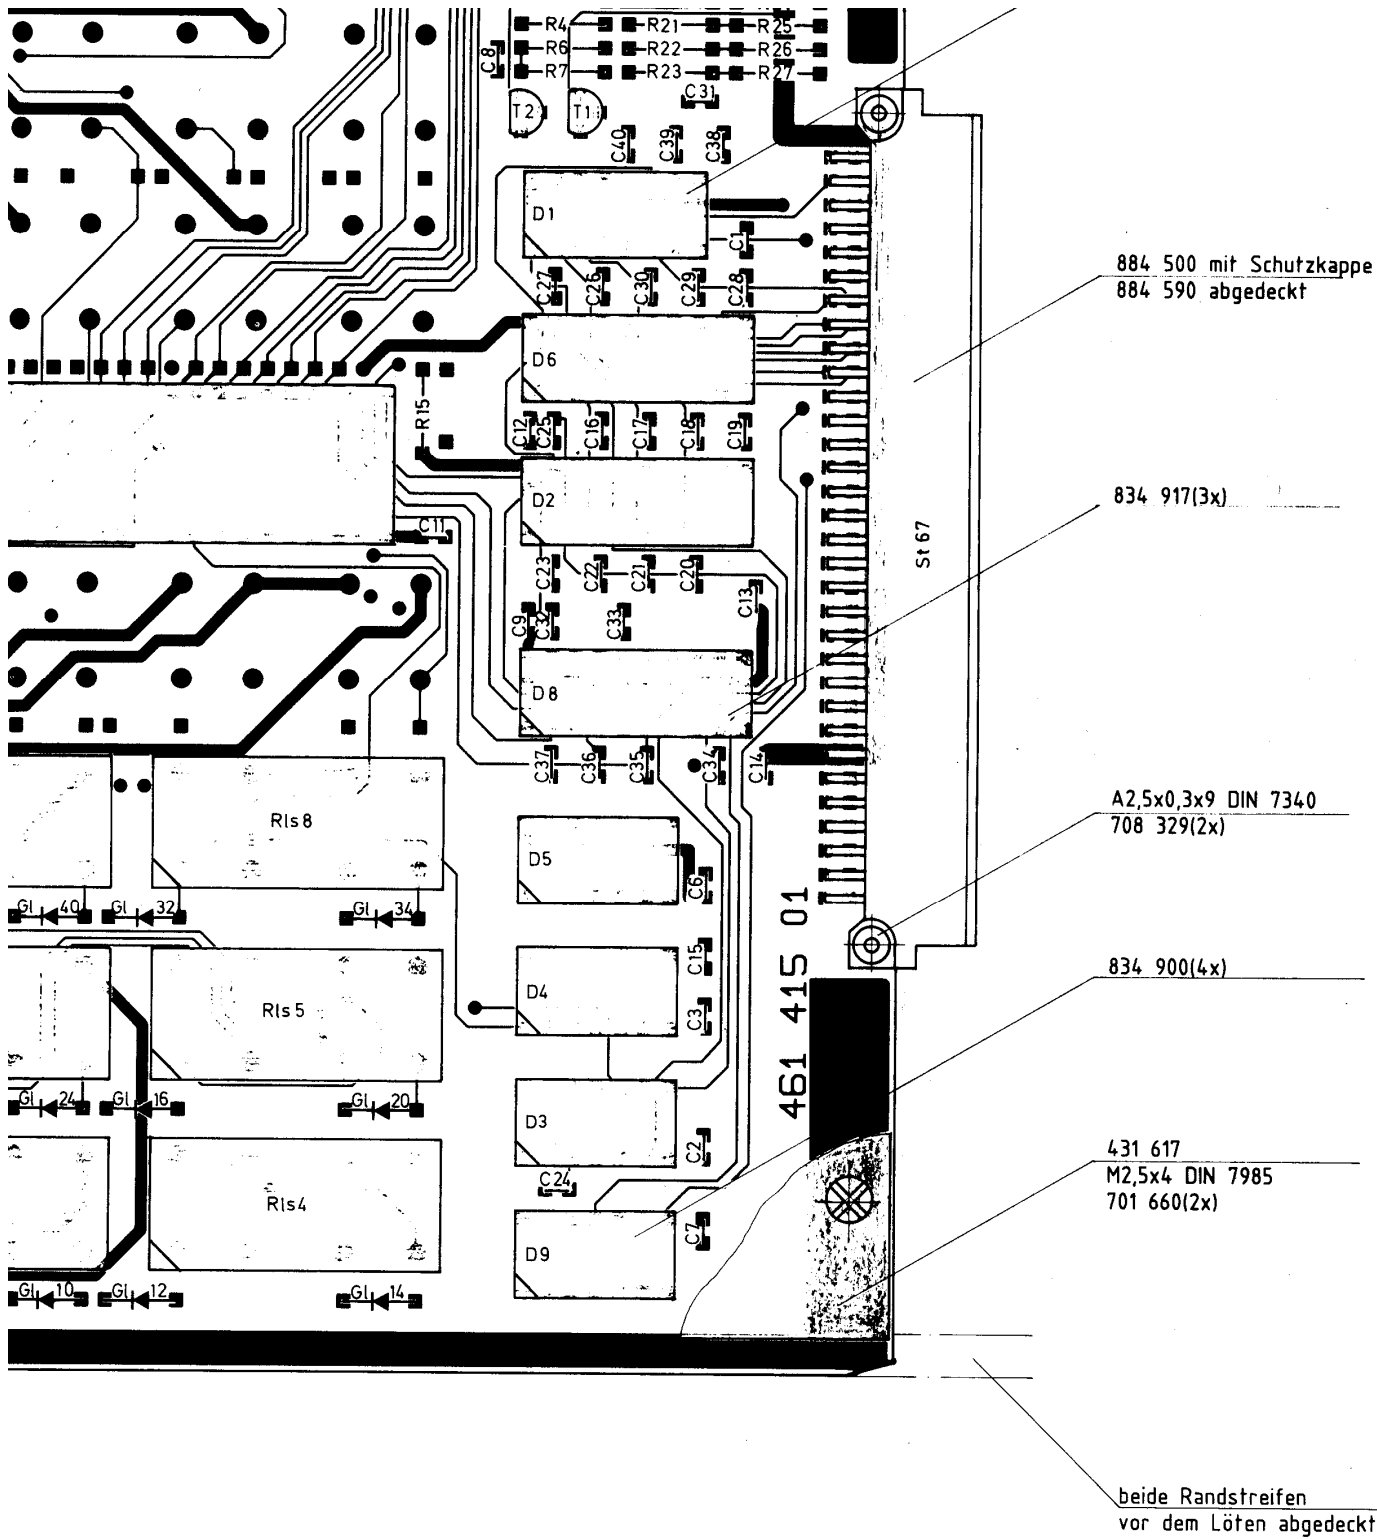 R4 R21 R25
C8 R6 R22 R26
R7 R23 R27
C31
T2 T1
C40 C39 C38
D1
C1
C27 C26 C30 C29 C28
884 500 mit Schutzkappe
884 590 abgedeckt
D6
R15
C12 C25 C16 C17 C18 C19
D2
834 917(3x)
C11
St67
C23 C22 C21 C20
C13
C9 C32 C33
D8
C37 C36 C35 C34 C14
Rls8
A2,5x0,3x9 DIN 7340
708 329(2x)
D5
C6
Gl 40 Gl 32 Gl 34
461 415 01
C15
834 900(4x)
D4
Rls5
C3
Gl 24 Gl 16 Gl 20
D3
C2
431 617
M2,5x4 DIN 7985
701 660(2x)
C24
Rls4
C7
D9
Gl 10 Gl 12 Gl 14
beide Randstreifen
vor dem Löten abgedeckt